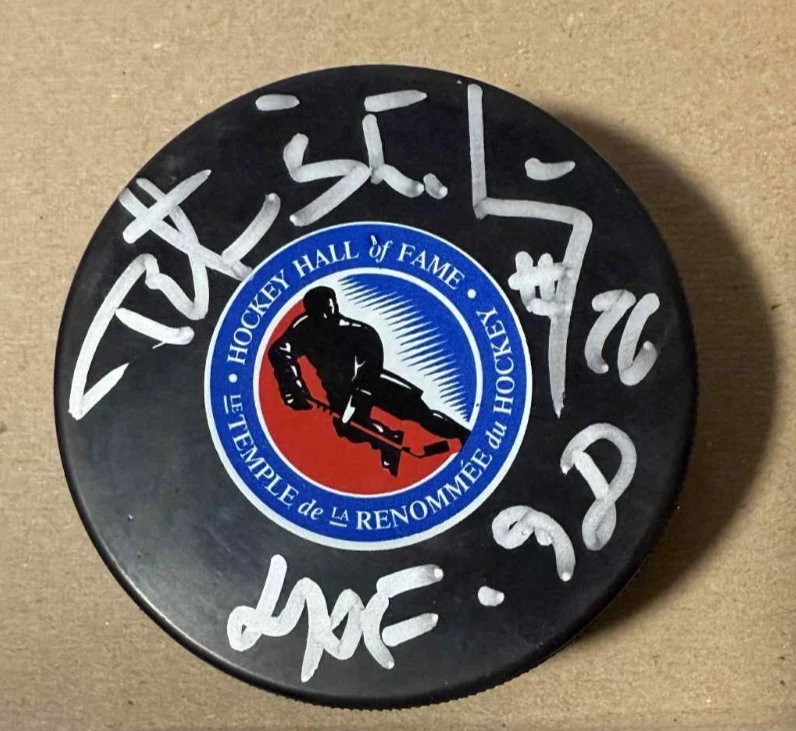 HOCKEY HALL of FAME
LE TEMPLE de LA RENOMMÉE du HOCKEY
#26
HOF. 98